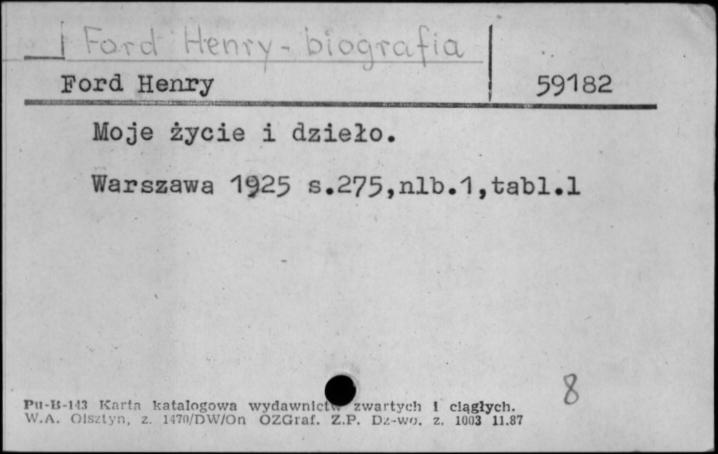 Ford Henry - biografia
Ford Henry 59182
Moje życie i dzieło.
Warszawa 1925 s.275,nlb.1,tabl.1
8
Pu-B-143 Karta katalogowa wydawnictw zwartych i ciągłych.
W.A. Olsztyn, z. 1470/DW/On OZGraf. Z.P. Dz-wo. z. 1003 11.87